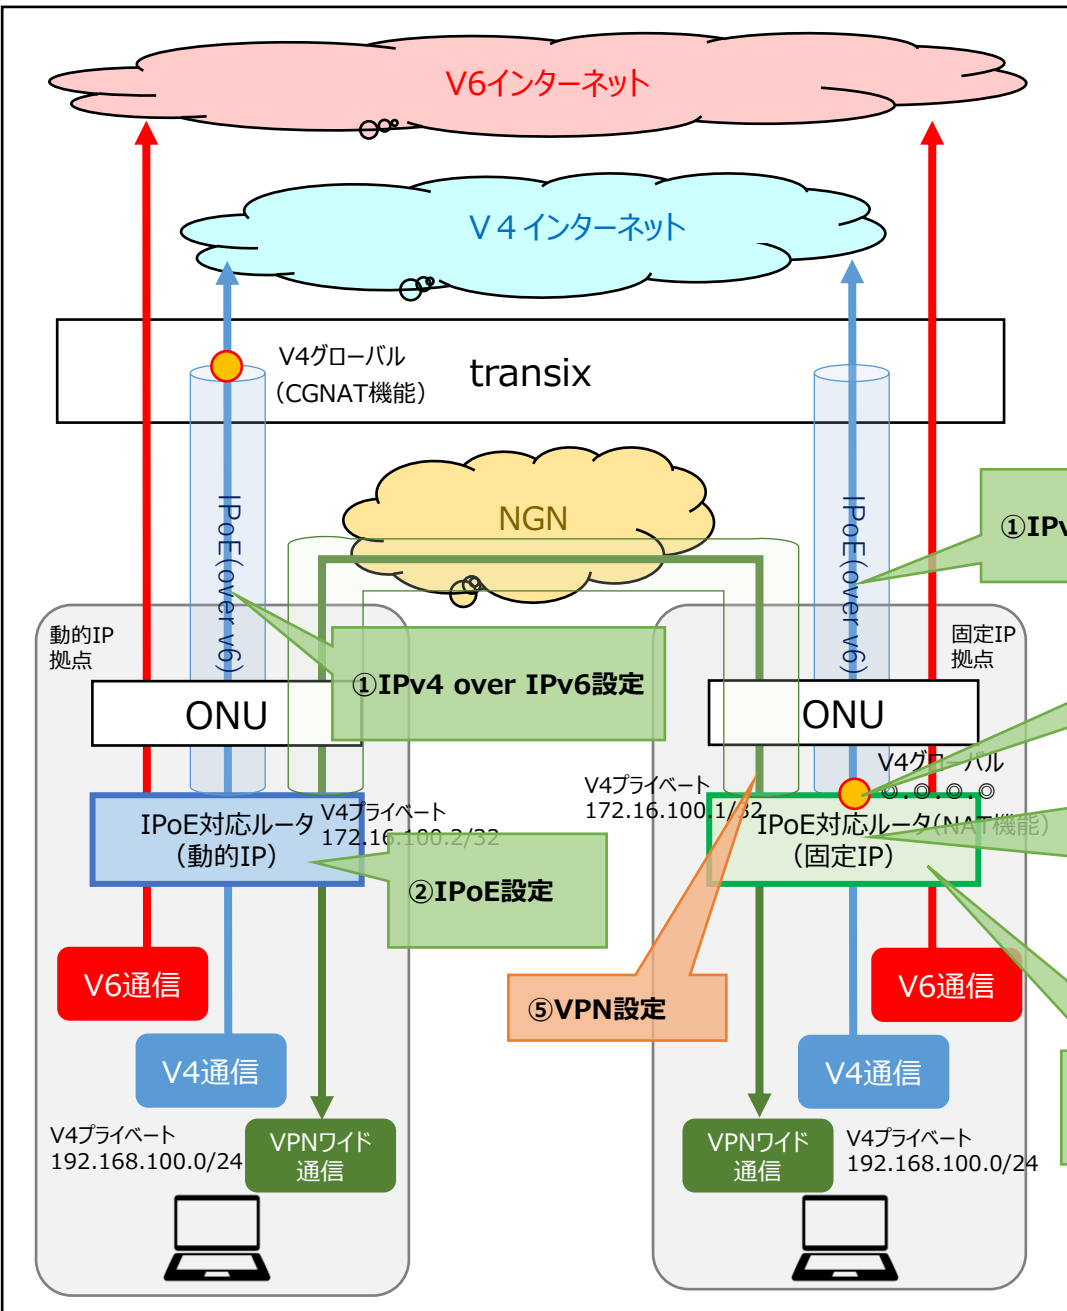 V6インターネット
V４インターネット
V4グローバル
（CGNAT機能）
transix
NGN
IPoE(over v6)
IPoE(over v6)
①IPv
動的IP
拠点
固定IP
拠点
①IPv4 over IPv6設定
ONU
ONU
V4グローバル
◎.◎.◎.◎
V4プライベート
172.16.100.2/32
V4プライベート
172.16.100.1/32
IPoE対応ルータ
（動的IP）
IPoE対応ルータ(NAT機能)
（固定IP）
②IPoE設定
⑤VPN設定
V6通信
V4通信
VPNワイド
通信
V4プライベート
192.168.100.0/24
V6通信
V4通信
VPNワイド
通信
V4プライベート
192.168.100.0/24